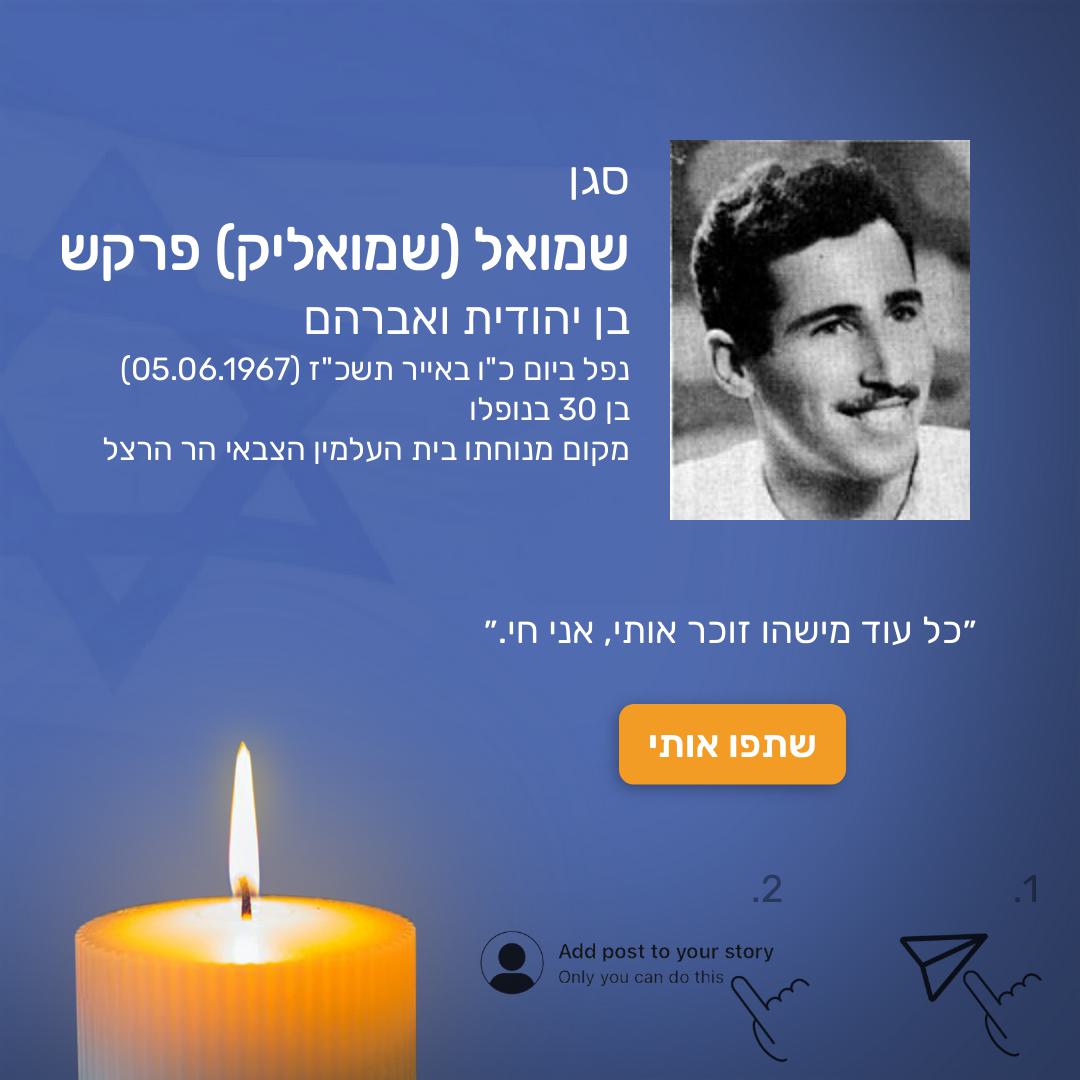 סגן
שמואל (שמואליק) פרקש
בן יהודית ואברהם
נפל ביום כ"ו באייר תשכ"ז (05.06.1967)
בן 30 בנופלו
מקום מנוחתו בית העלמין הצבאי הר הרצל
״כל עוד מישהו זוכר אותי, אני חי.״
שתפו אותי
1.
2.
Add post to your story
Only you can do this